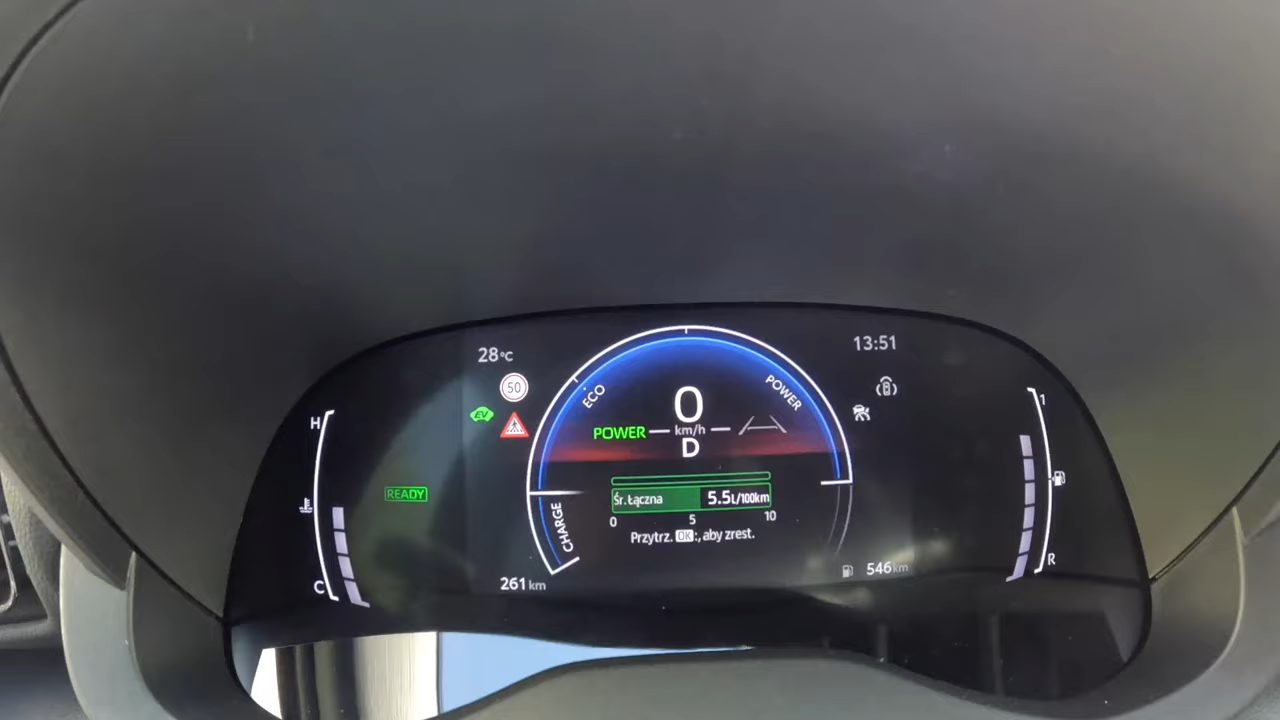 28°C
13:51
50
ECO
POWER
0
EV
POWER
km/h
D
H
1
READY
Śr. Łączna 5.5L/100km
0 5 10
CHARGE
Przytrz. OK:, aby zrest.
C
R
261 km
546 km